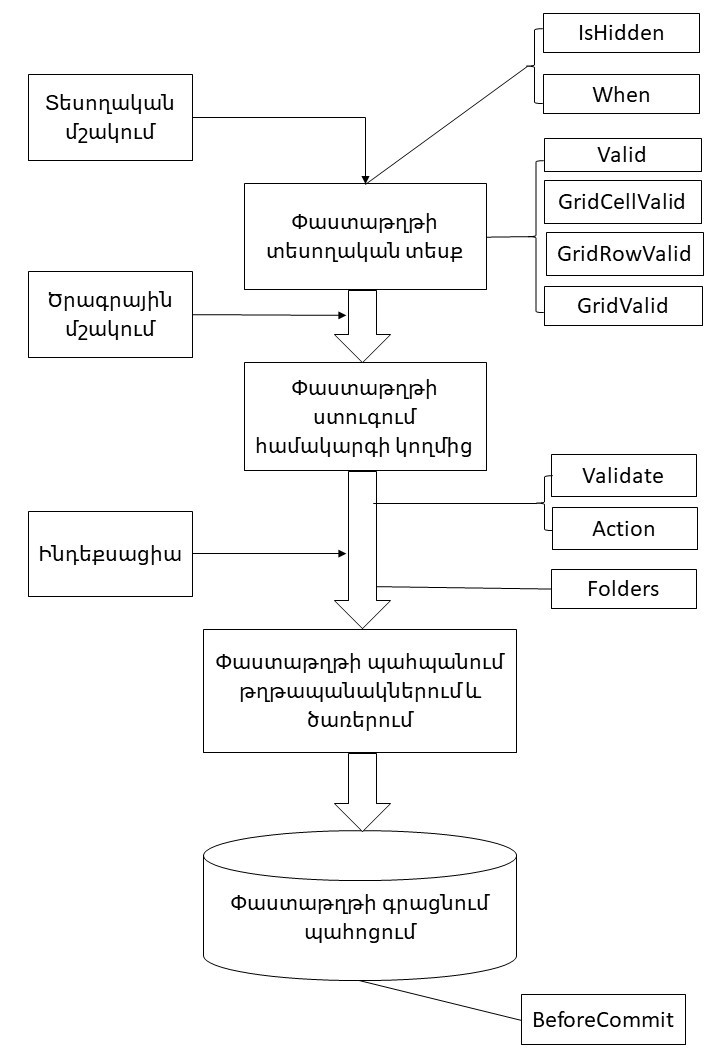 IsHidden
When
Տեսողական
մշակում
Valid
GridCellValid
GridRowValid
GridValid
Փաստաթղթի
տեսողական տեսք
Ծրագրային
մշակում
Փաստաթղթի
ստուգում
համակարգի կողմից
Validate
Action
Ինդեքսացիա
Folders
Փաստաթղթի պահպանում
թղթապանակներում և
ծառերում
Փաստաթղթի գրացնում
պահոցում
BeforeCommit